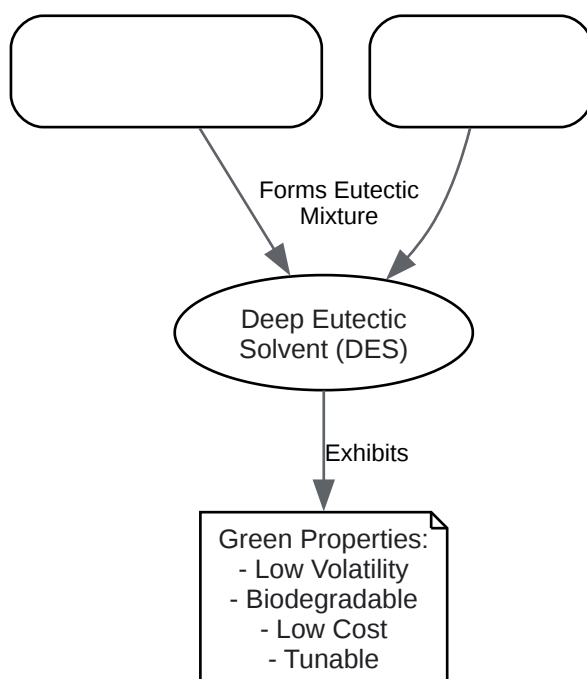 Forms Eutectic
Mixture
Deep Eutectic
Solvent (DES)
Exhibits
Green Properties:
- Low Volatility
- Biodegradable
- Low Cost
- Tunable